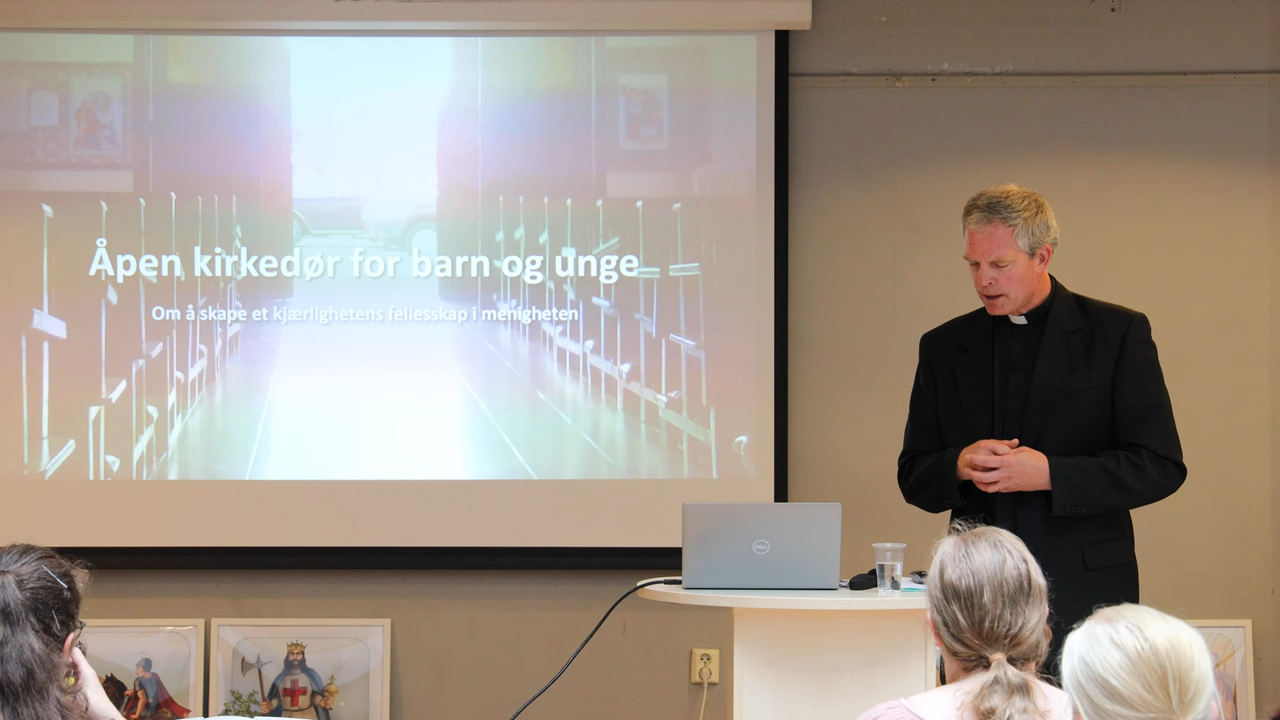 Åpen kirkedør for barn og unge
Om å skape et kjærlighetens fellesskap i menigheten
DELL